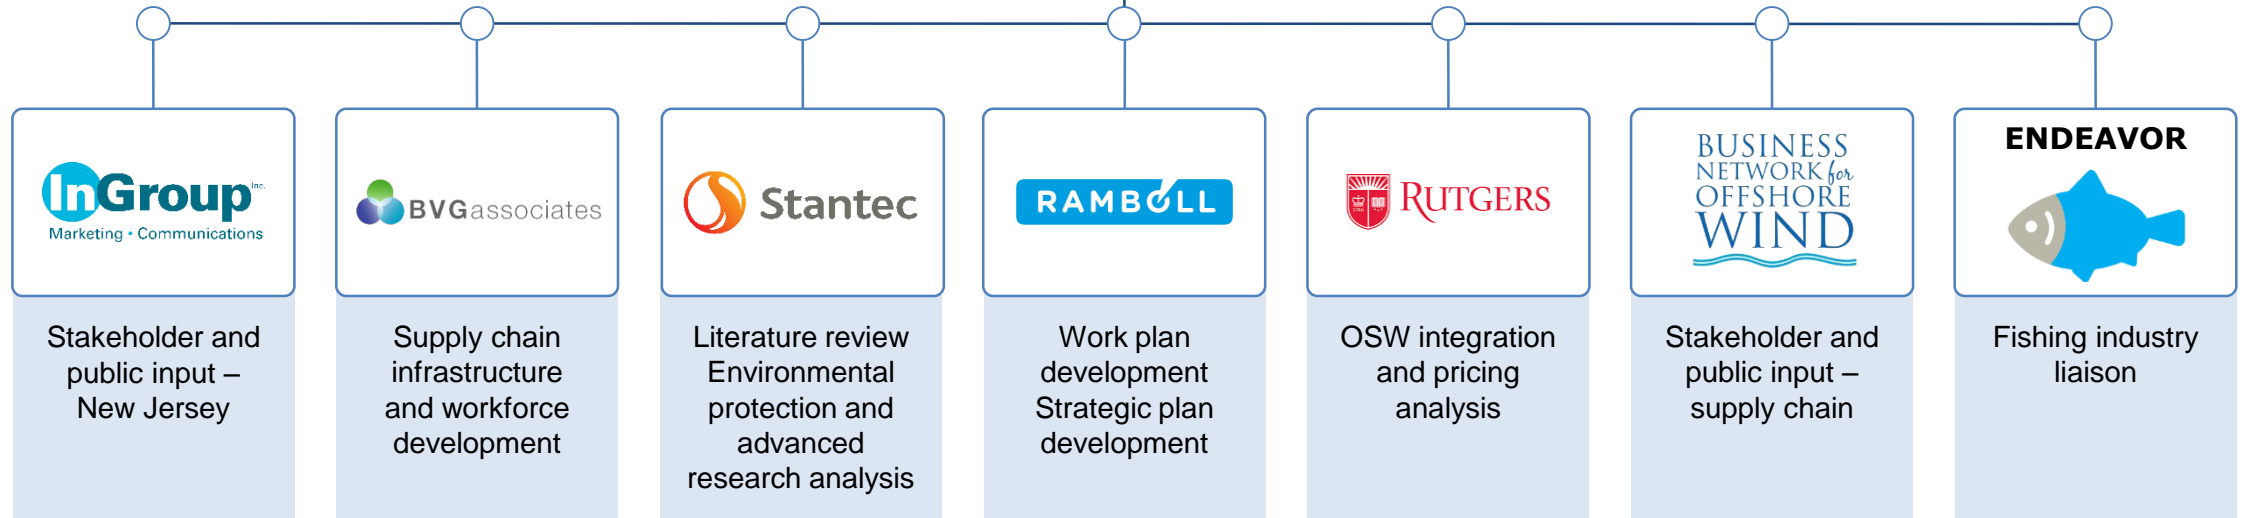 InGroup Inc.
Marketing • Communications
Stakeholder and
public input –
New Jersey
BVGassociates
Supply chain
infrastructure
and workforce
development
Stantec
Literature review
Environmental
protection and
advanced
research analysis
RAMBOLL
Work plan
development
Strategic plan
development
RUTGERS
OSW integration
and pricing
analysis
BUSINESS
NETWORK for
OFFSHORE
WIND
Stakeholder and
public input –
supply chain
ENDEAVOR
Fishing industry
liaison